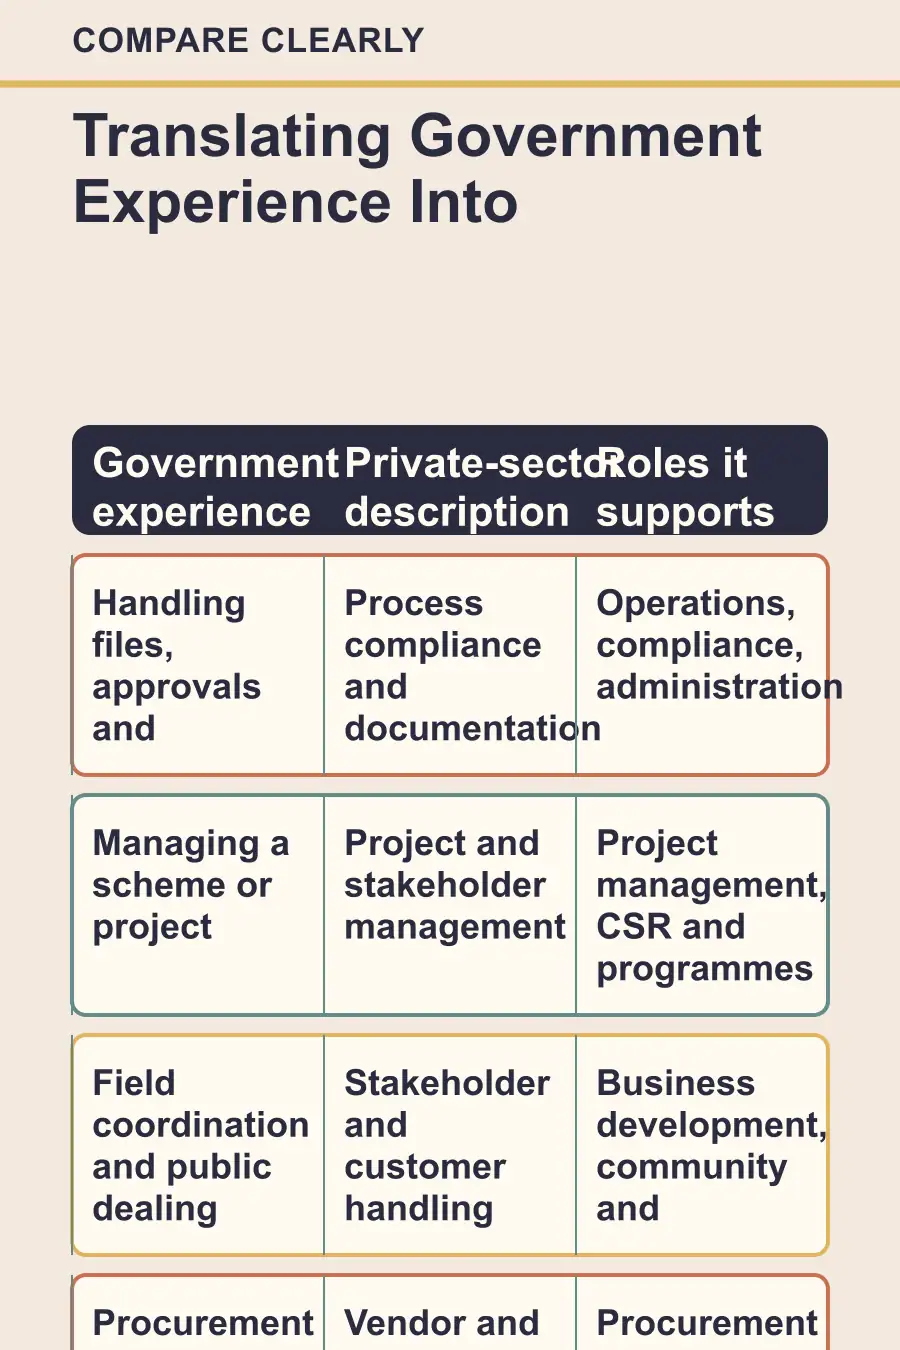 COMPARE CLEARLY
Translating Government
Experience Into
Government Private-sector Roles it
experience description supports
Handling
files,
approvals
and
Process
compliance
and
documentation
Operations,
compliance,
administration
Managing a
scheme or
project
Project and
stakeholder
management
Project
management,
CSR and
programmes
Field
coordination
and public
dealing
Stakeholder
and
customer
handling
Business
development,
community
and
Procurement
Vendor and
Procurement